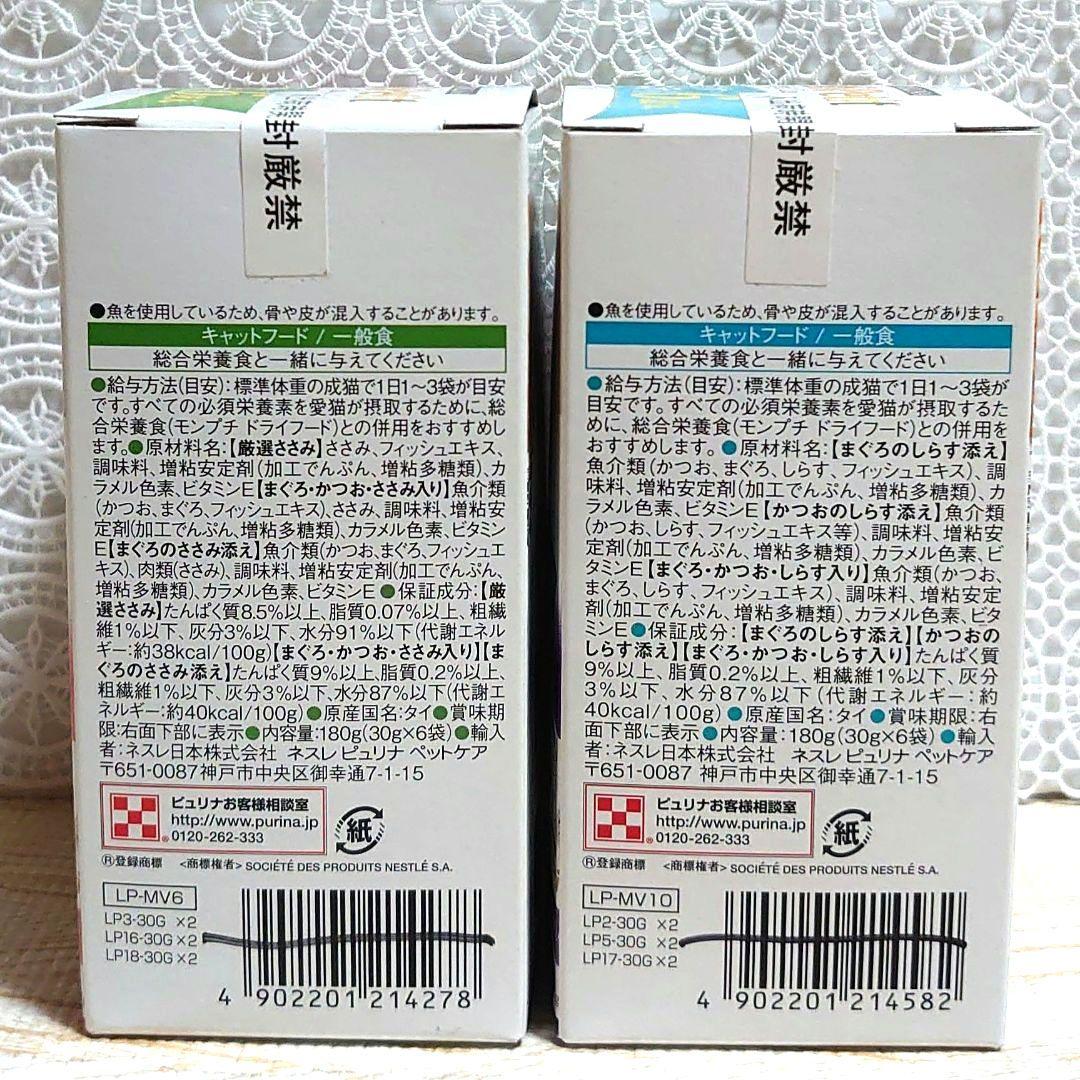 開封厳禁
●魚を使用しているため、骨や皮が混入することがあります。
キャットフード / 一般食
総合栄養食と一緒に与えてください
●給与方法(目安):標準体重の成猫で1日1〜3袋が目安
です。すべての必須栄養素を愛猫が摂取するために、総
合栄養食(モンプチ ドライフード)との併用をおすすめし
ます。●原材料名:【厳選ささみ】ささみ、フィッシュエキス、
調味料、増粘安定剤(加工でんぷん、増粘多糖類)、カ
ラメル色素、ビタミンE【まぐろ・かつお・ささみ入り】魚介類
(かつお、まぐろ、フィッシュエキス)、ささみ、調味料、増粘安
定剤(加工でんぷん、増粘多糖類)、カラメル色素、ビタミン
E【まぐろのささみ添え】魚介類(かつお、まぐろ、フィッシュエ
キス)、肉類(ささみ)、調味料、増粘安定剤(加工でんぷん、
増粘多糖類)、カラメル色素、ビタミンE ●保証成分:【厳
選ささみ】たんぱく質8.5%以上、脂質0.07%以上、粗繊
維1%以下、灰分3%以下、水分91%以下(代謝エネル
ギー:約38kcal/100g)【まぐろ・かつお・ささみ入り】【ま
ぐろのささみ添え】たんぱく質9%以上、脂質0.2%以上、
粗繊維1%以下、灰分3%以下、水分87%以下(代謝エ
ネルギー:約40kcal/100g)●原産国名:タイ●賞味期
限:右面下部に表示●内容量:180g(30g×6袋)●輸入
者:ネスレ日本株式会社 ネスレ ピュリナ ペットケア
〒651-0087 神戸市中央区御幸通7-1-15
ピュリナお客様相談室
http://www.purina.jp
0120-262-333
紙
Ⓡ登録商標 <商標権者> SOCIÉTÉ DES PRODUITS NESTLÉ S.A.
LP-MV6
LP3-30G ×2
LP16-30G ×2
LP18-30G ×2
4 902201 214278
開封厳禁
●魚を使用しているため、骨や皮が混入することがあります。
キャットフード / 一般食
総合栄養食と一緒に与えてください
●給与方法(目安):標準体重の成猫で1日1〜3袋が
目安です。すべての必須栄養素を愛猫が摂取するため
に、総合栄養食(モンプチ ドライフード)との併用を
おすすめします。●原材料名:【まぐろのしらす添え】
魚介類(かつお、まぐろ、しらす、フィッシュエキス)、調
味料、増粘安定剤(加工でんぷん、増粘多糖類)、カ
ラメル色素、ビタミンE【かつおのしらす添え】魚介類
(かつお、しらす、フィッシュエキス等)、調味料、増粘安
定剤(加工でんぷん、増粘多糖類)、カラメル色素、ビ
タミンE【まぐろ・かつお・しらす入り】魚介類(かつお、
まぐろ、しらす、フィッシュエキス)、調味料、増粘安定
剤(加工でんぷん、増粘多糖類)、カラメル色素、ビタ
ミンE●保証成分:【まぐろのしらす添え】【かつおの
しらす添え】【まぐろ・かつお・しらす入り】たんぱく質
9%以上、脂質0.2%以上、粗繊維1%以下、灰分
3%以下、水分87%以下(代謝エネルギー:約
40kcal/100g)●原産国名:タイ●賞味期限:右
面下部に表示●内容量:180g(30g×6袋)●輸入
者:ネスレ日本株式会社 ネスレ ピュリナ ペットケア
〒651-0087 神戸市中央区御幸通7-1-15
ピュリナお客様相談室
http://www.purina.jp
0120-262-333
紙
Ⓡ登録商標 <商標権者> SOCIÉTÉ DES PRODUITS NESTLÉ S.A.
LP-MV10
LP2-30G ×2
LP5-30G ×2
LP17-30G ×2
4 902201 214582